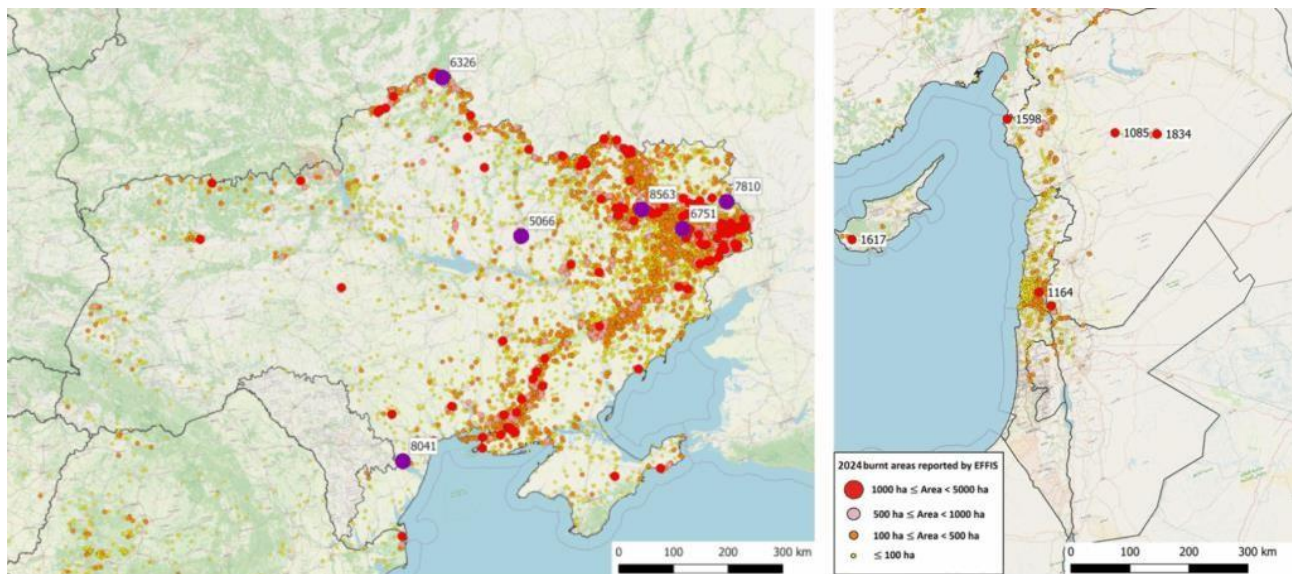 6326
8563
7810
6751
5066
8041
0 100 200 300 km
1598
1085
1834
1617
1164
2024 burnt areas reported by EFFIS
1000 ha ≤ Area < 5000 ha
500 ha ≤ Area < 1000 ha
100 ha ≤ Area < 500 ha
≤ 100 ha
0 100 200 300 km